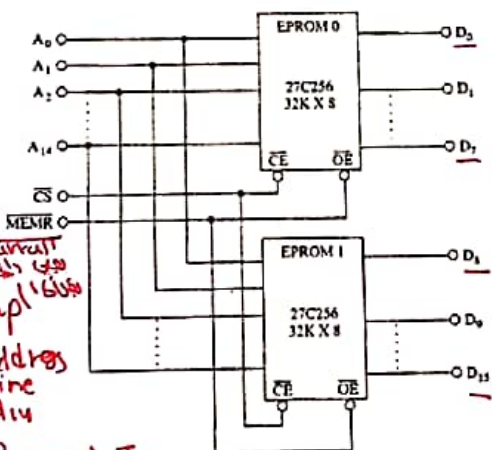 EPROM 0
A0
D0
A1
A2
27C256
32K X 8
D1
A14
D7
CE
OE
CS
MEMR
EPROM 1
D8
27C256
32K X 8
D9
Address
line
D15
CE
OE